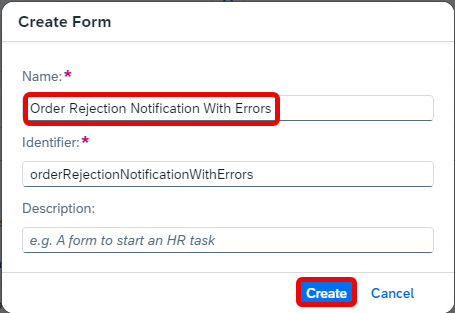 Create Form
Name:*
Order Rejection Notification With Errors
Identifier:*
orderRejectionNotificationWithErrors
Description:
e.g. A form to start an HR task
Create Cancel